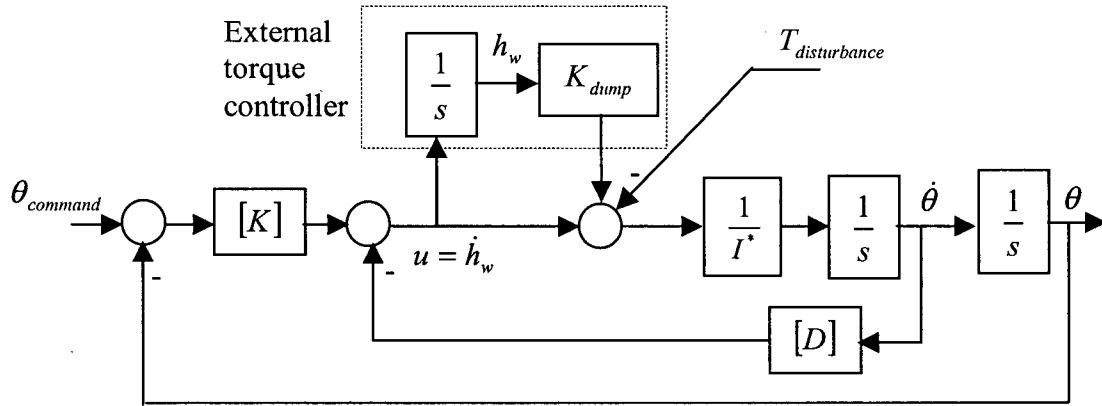 External
torque
controller
1
s
h_w
K_dump
T_disturbance
-
θ_command
[K]
u = ḣ_w
1
I*
1
s
θ̇
1
s
θ
-
-
[D]